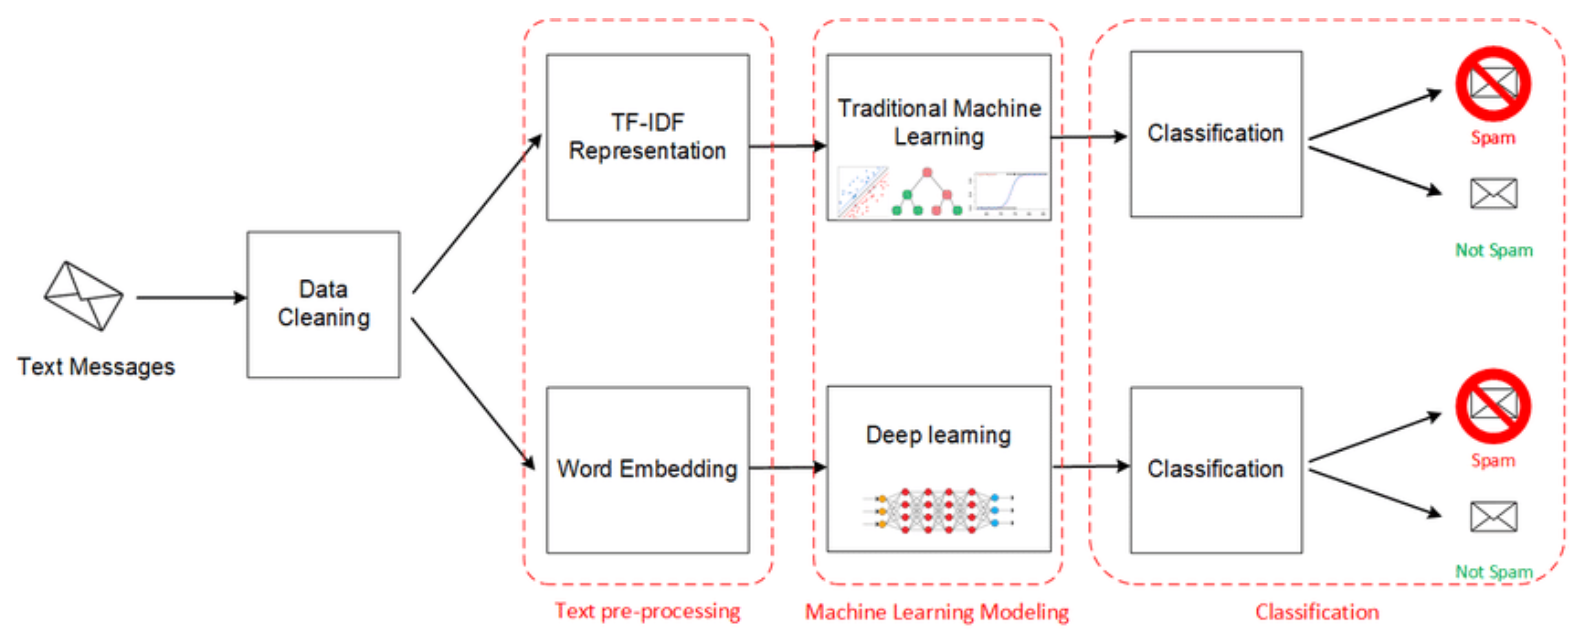 Text Messages
Data
Cleaning
TF-IDF
Representation
Traditional Machine
Learning
Classification
Spam
Not Spam
Word Embedding
Deep learning
Classification
Spam
Not Spam
Text pre-processing
Machine Learning Modeling
Classification